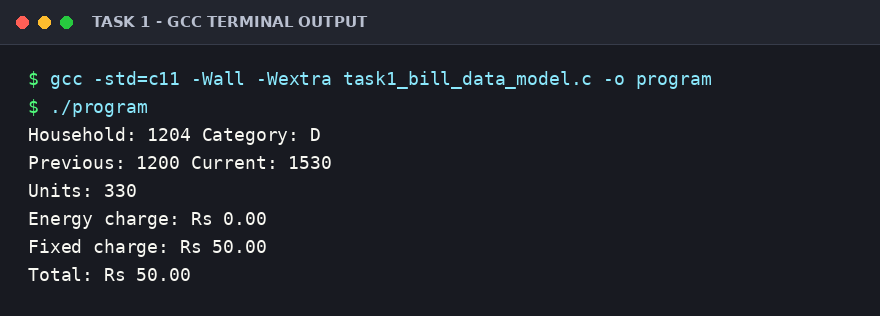 TASK 1 - GCC TERMINAL OUTPUT
$ gcc -std=c11 -Wall -Wextra task1_bill_data_model.c -o program
$ ./program
Household: 1204 Category: D
Previous: 1200 Current: 1530
Units: 330
Energy charge: Rs 0.00
Fixed charge: Rs 50.00
Total: Rs 50.00